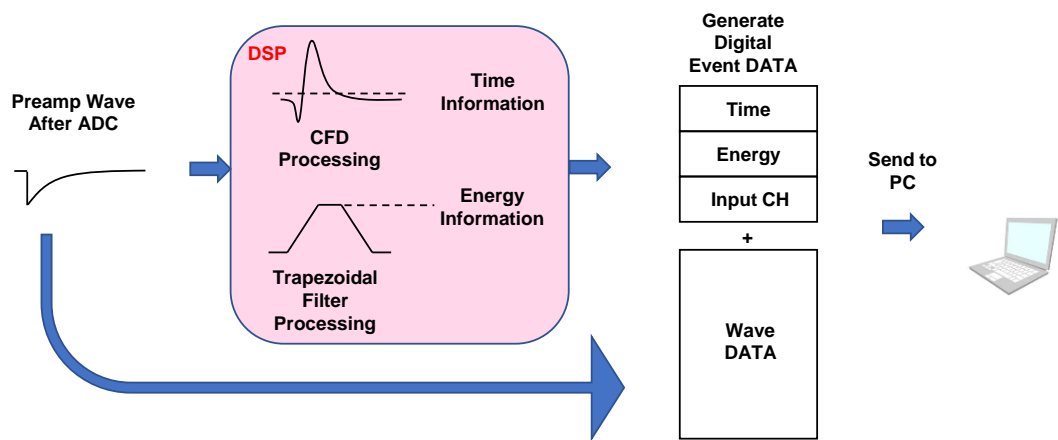 Preamp Wave
After ADC
DSP
CFD
Processing
Time
Information
Trapezoidal
Filter
Processing
Energy
Information
Generate
Digital
Event DATA
Time
Energy
Input CH
+
Wave
DATA
Send to
PC